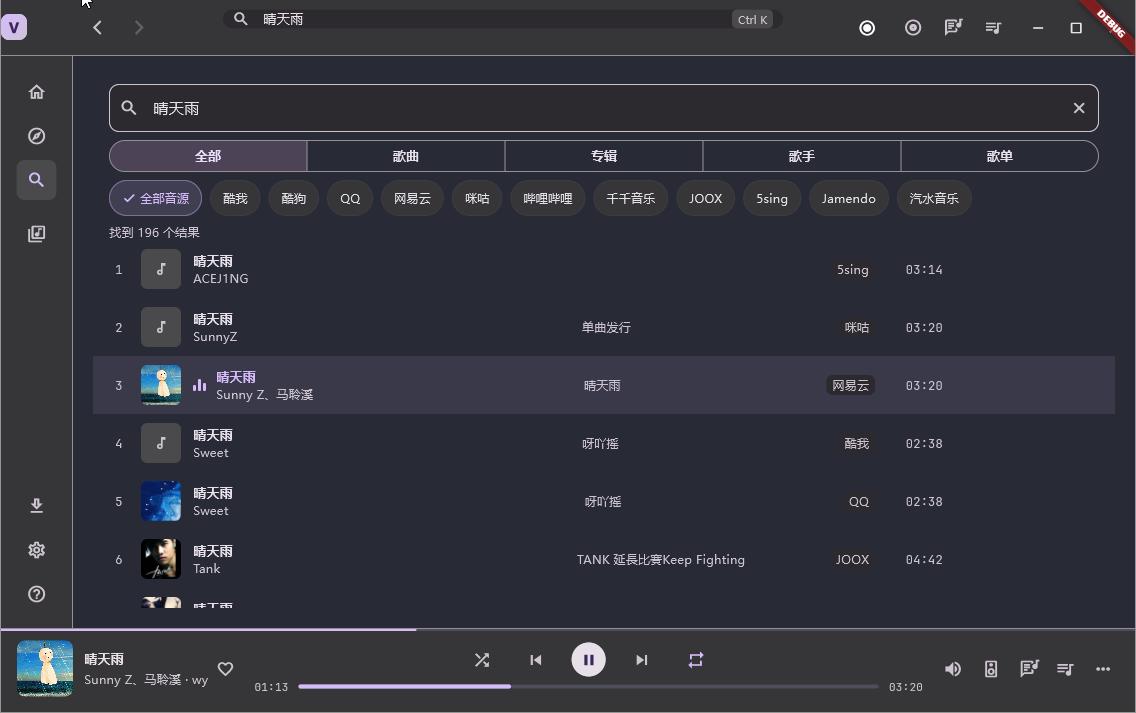 V
晴天雨 Ctrl K
DEBUG
晴天雨
全部 歌曲 专辑 歌手 歌单
全部音源 酷我 酷狗 QQ 网易云 咪咕 哔哩哔哩 千千音乐 JOOX 5sing Jamendo 汽水音乐
找到 196 个结果
1 晴天雨 5sing 03:14
ACEJ1NG
2 晴天雨 单曲发行 咪咕 03:20
SunnyZ
3 晴天雨 晴天雨 网易云 03:20
Sunny Z、马聆溪
4 晴天雨 呀吖摇 酷我 02:38
Sweet
5 晴天雨 呀吖摇 QQ 02:38
Sweet
6 晴天雨 TANK 延長比賽Keep Fighting JOOX 04:42
Tank
晴天雨
晴天雨
Sunny Z、马聆溪 · wy
01:13 03:20